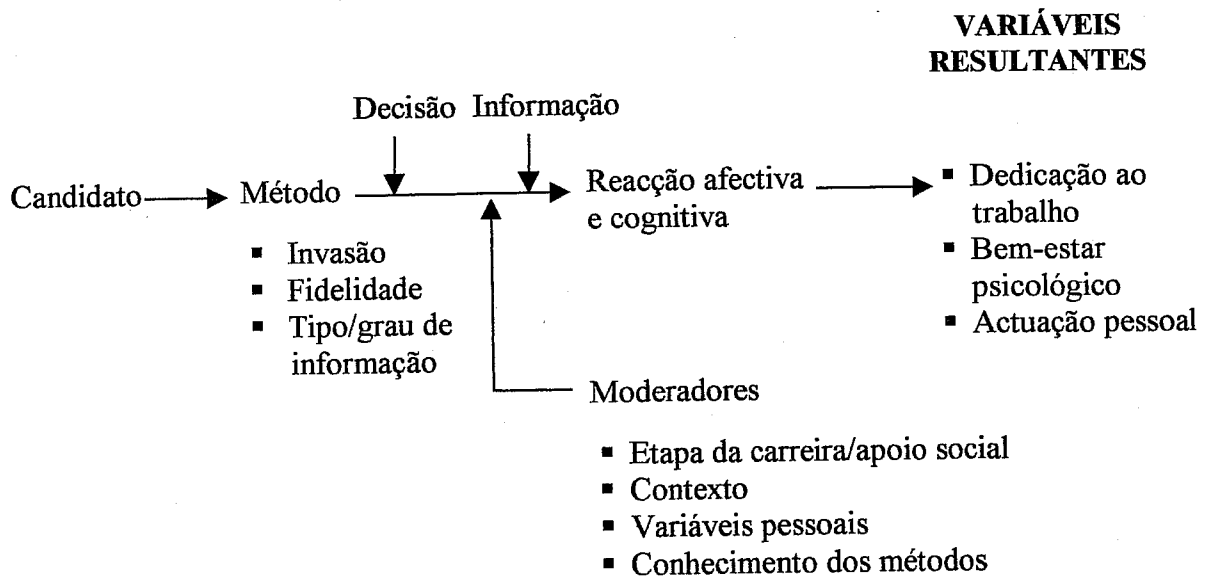 VARIÁVEIS
RESULTANTES
Decisão Informação
Candidato
Método
Reacção afectiva
e cognitiva
▪ Dedicação ao
trabalho
▪ Bem-estar
psicológico
▪ Actuação pessoal
▪ Invasão
▪ Fidelidade
▪ Tipo/grau de
informação
Moderadores
▪ Etapa da carreira/apoio social
▪ Contexto
▪ Variáveis pessoais
▪ Conhecimento dos métodos